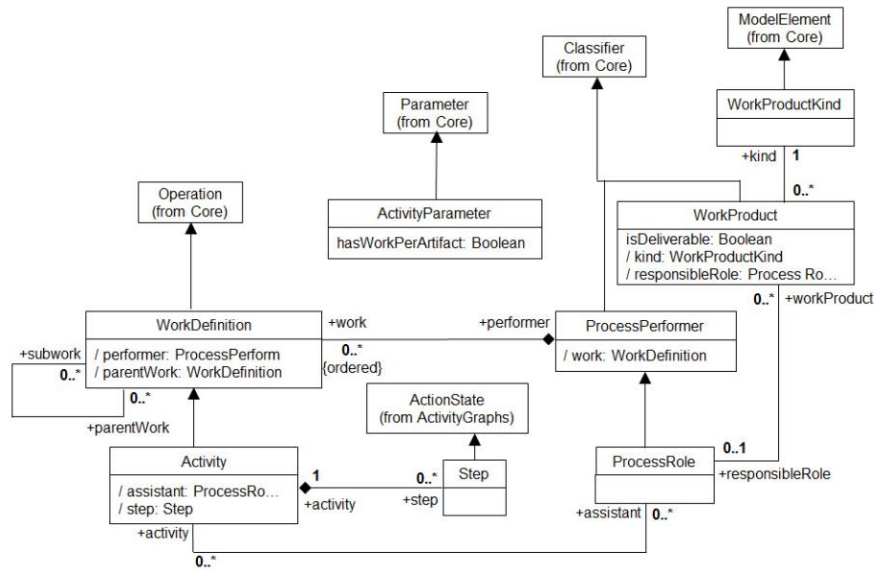 ModelElement
(from Core)
Classifier
(from Core)
WorkProductKind
Parameter
(from Core)
+kind
1
0..*
Operation
(from Core)
ActivityParameter
hasWorkPerArtifact: Boolean
WorkProduct
isDeliverable: Boolean
/ kind: WorkProductKind
/ responsibleRole: Process Ro...
0..*
+workProduct
WorkDefinition
/ performer: ProcessPerform
/ parentWork: WorkDefinition
+work
0..*
{ordered}
+performer
ProcessPerformer
/ work: WorkDefinition
+subwork
0..*
0..*
+parentWork
ActionState
(from ActivityGraphs)
Activity
/ assistant: ProcessRo...
/ step: Step
1
+activity
0..*
+step
Step
ProcessRole
0..1
+responsibleRole
+assistant
0..*
+activity
0..*